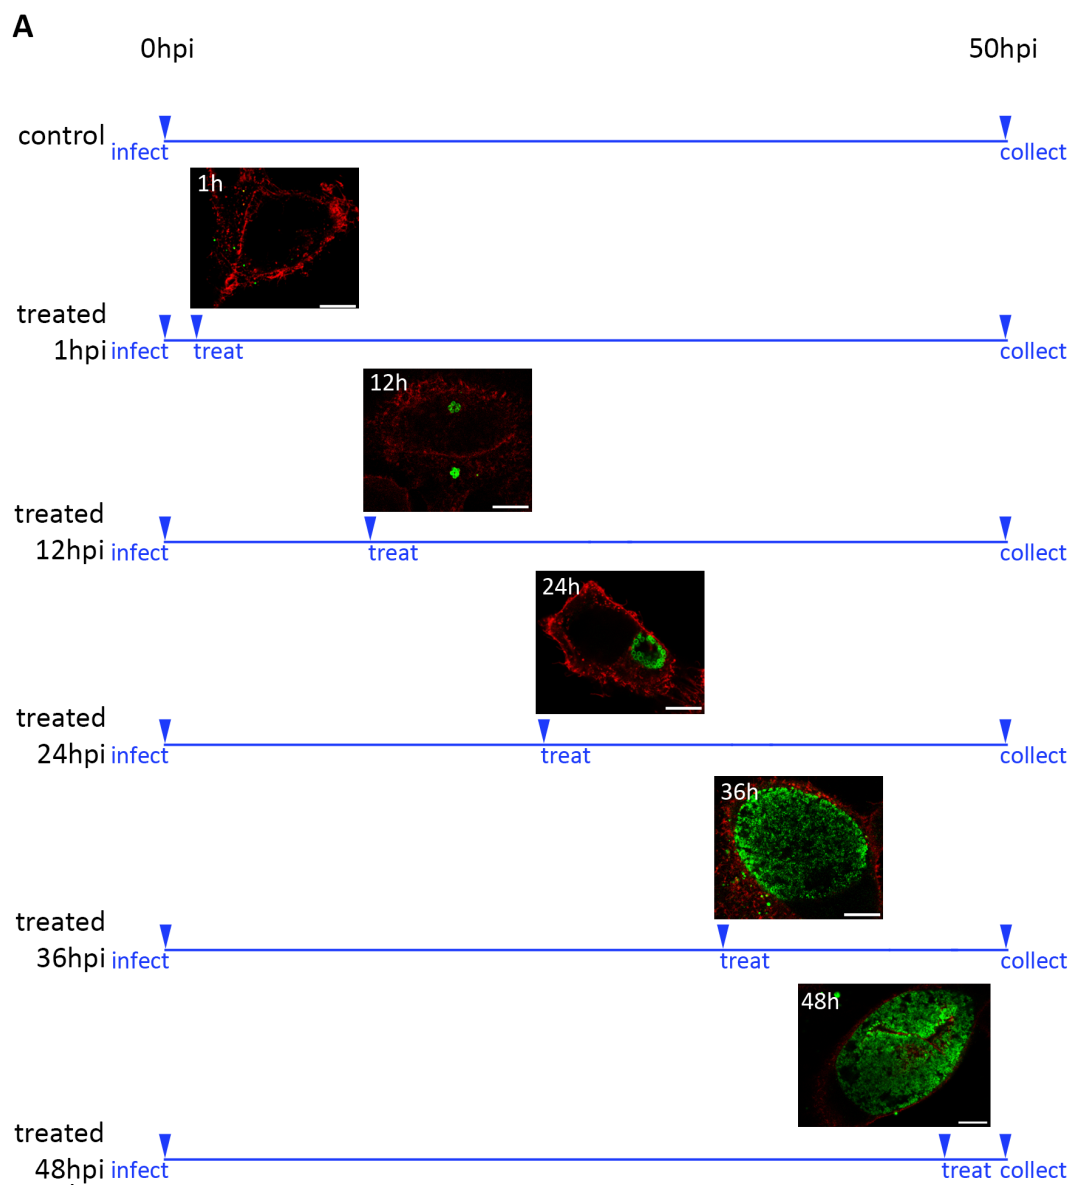 A
0hpi 50hpi
control
infect collect
1h
treated
1hpi infect treat collect
12h
treated
12hpi infect treat collect
24h
treated
24hpi infect treat collect
36h
treated
36hpi infect treat collect
48h
treated
48hpi infect treat collect